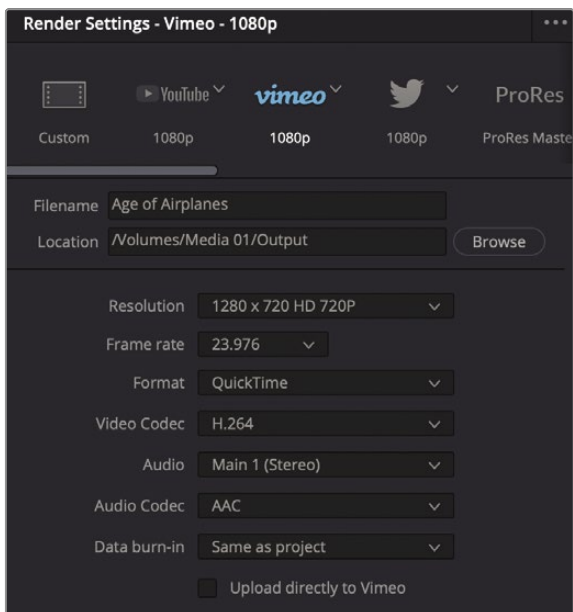 Render Settings - Vimeo - 1080p
YouTube vimeo ProRes
Custom 1080p 1080p 1080p ProRes Maste
Filename Age of Airplanes
Location /Volumes/Media 01/Output Browse
Resolution 1280 x 720 HD 720P
Frame rate 23.976
Format QuickTime
Video Codec H.264
Audio Main 1 (Stereo)
Audio Codec AAC
Data burn-in Same as project
Upload directly to Vimeo